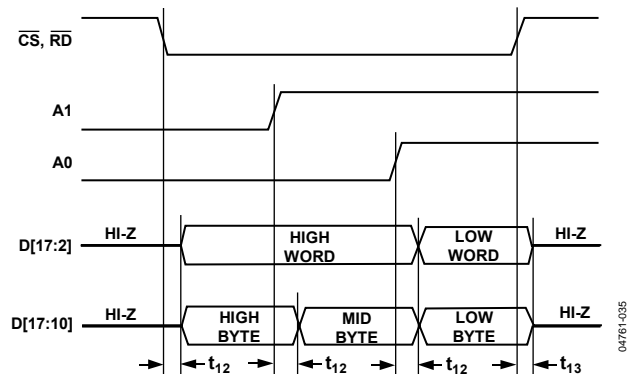 CS, RD
A1
A0
D[17:2] HI-Z HIGH WORD LOW WORD HI-Z
D[17:10] HI-Z HIGH BYTE MID BYTE LOW BYTE HI-Z
t12 t12 t12 t13
04761-035